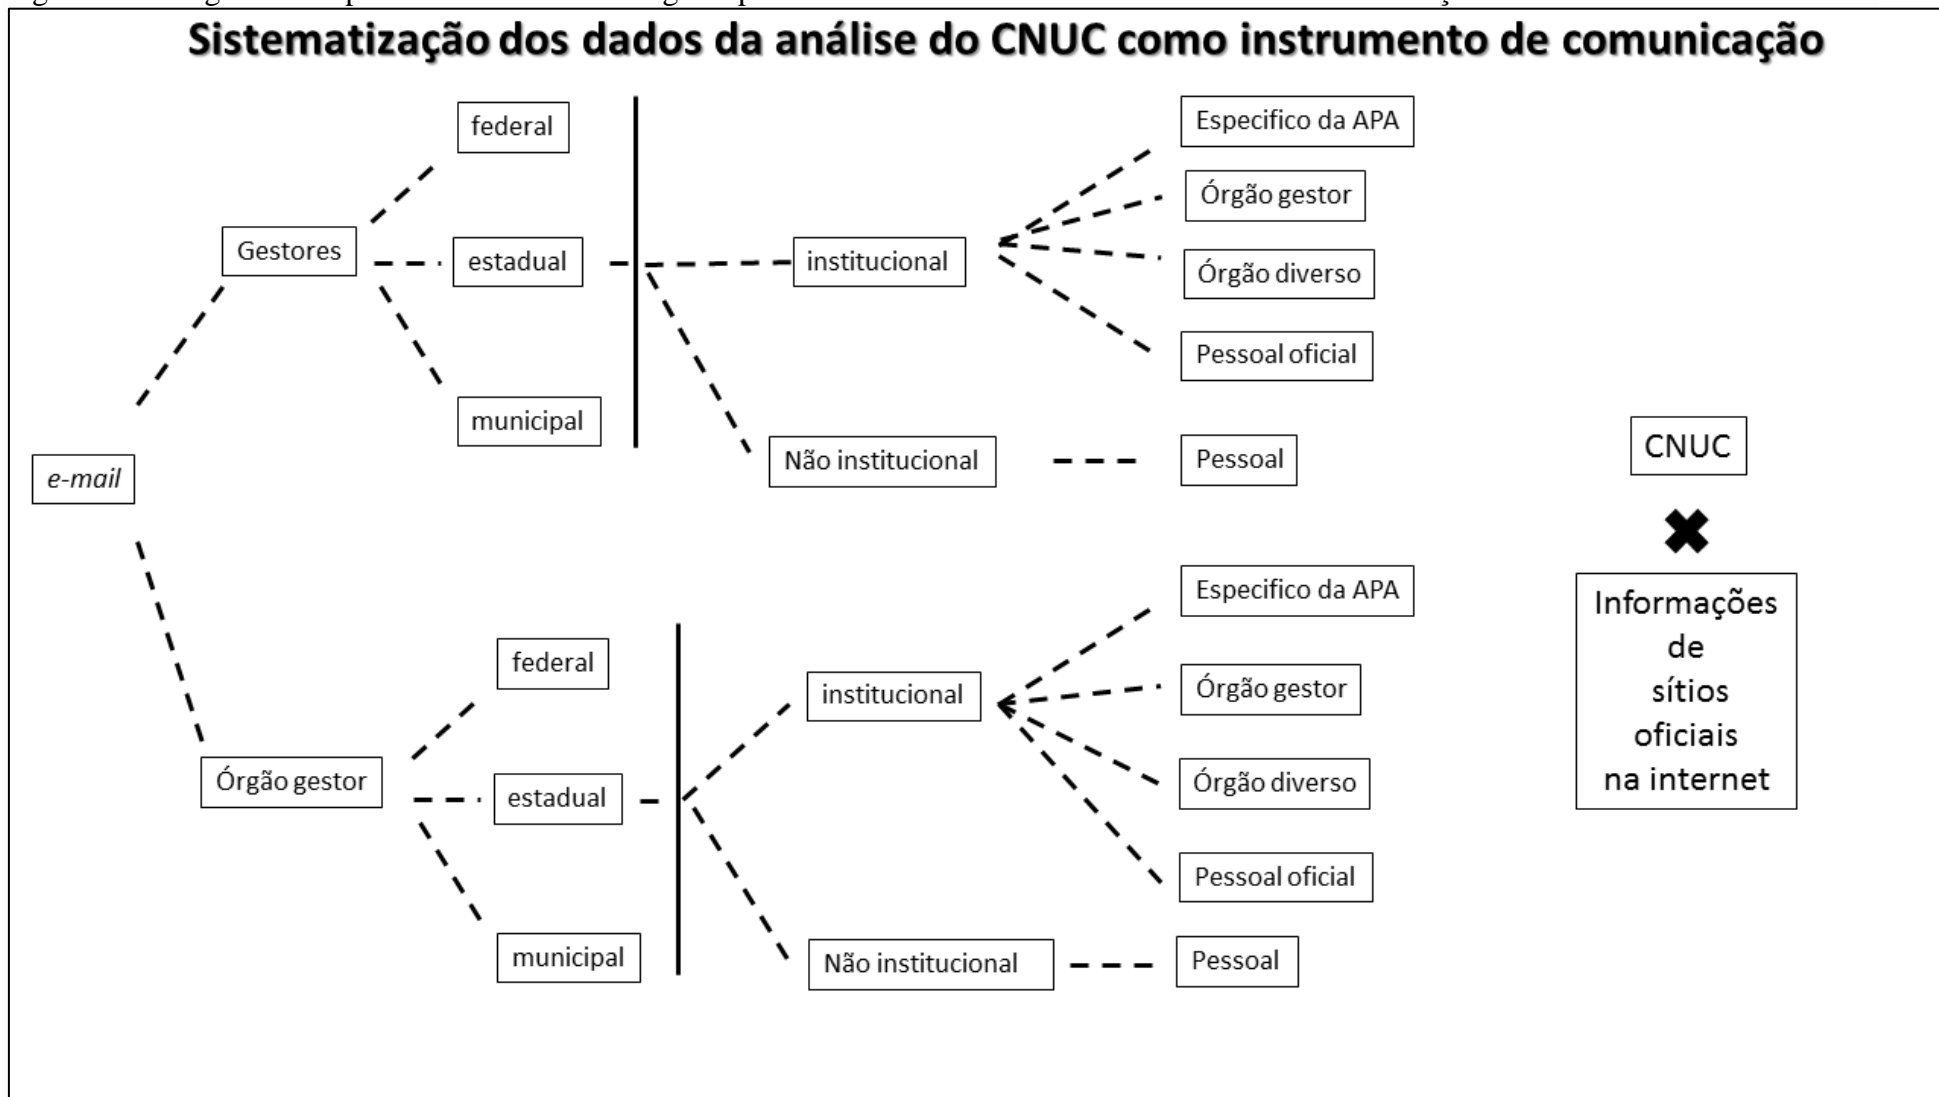 Sistematização dos dados da análise do CNUC como instrumento de comunicação
federal
Especifico da APA
Órgão gestor
Gestores
estadual
institucional
Órgão diverso
Pessoal oficial
municipal
Não institucional
Pessoal
CNUC
e-mail
Informações
de
sítios
oficiais
na internet
Especifico da APA
federal
institucional
Órgão gestor
Órgão gestor
estadual
Órgão diverso
Pessoal oficial
municipal
Não institucional
Pessoal